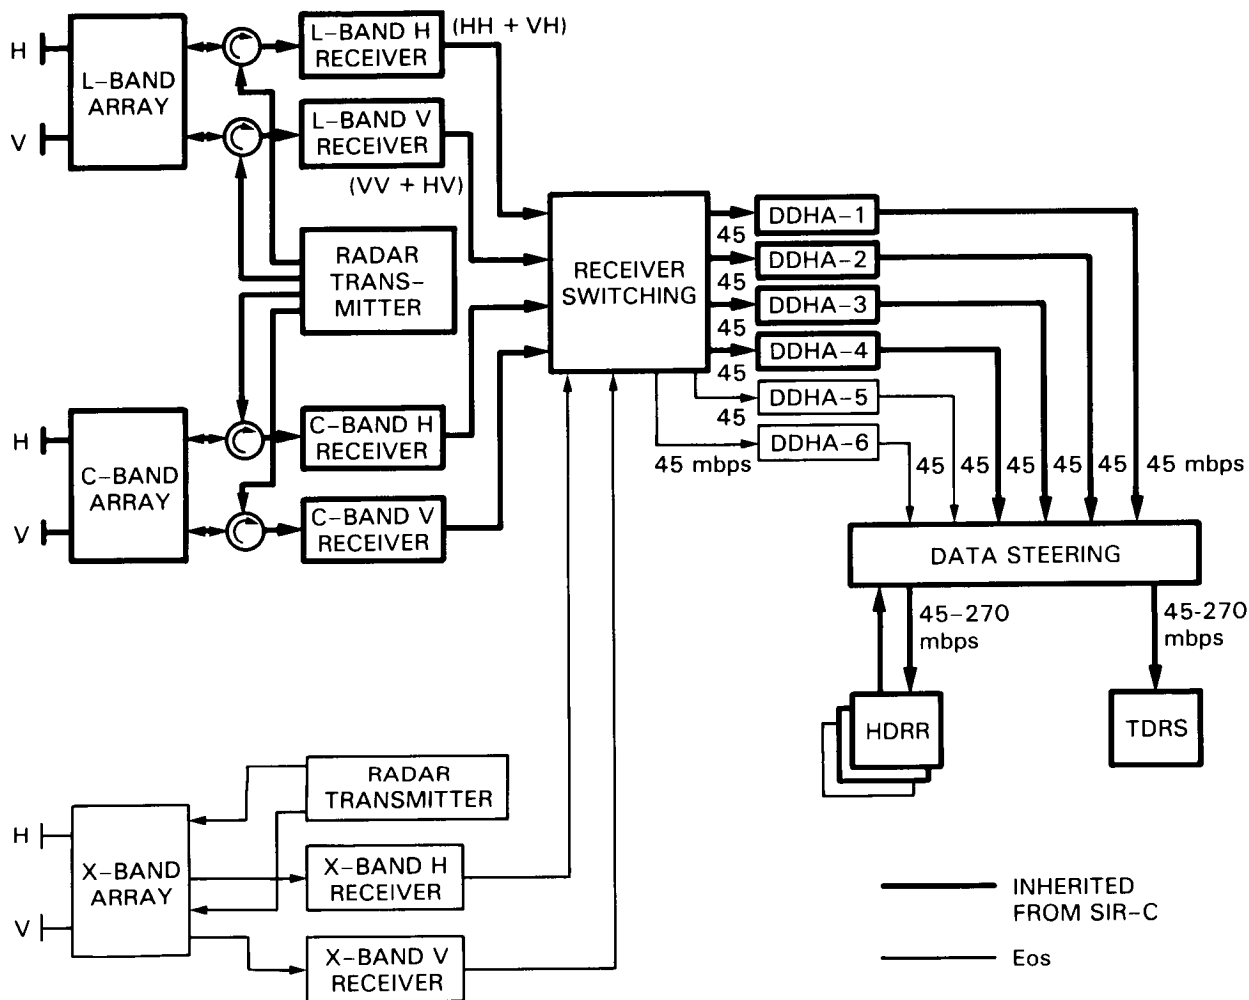 H
V
L-BAND
ARRAY
L-BAND H
RECEIVER
(HH + VH)
L-BAND V
RECEIVER
(VV + HV)
RADAR
TRANS-
MITTER
H
V
C-BAND
ARRAY
C-BAND H
RECEIVER
C-BAND V
RECEIVER
RECEIVER
SWITCHING
45
45
45
45
45
45 mbps
DDHA-1
DDHA-2
DDHA-3
DDHA-4
DDHA-5
DDHA-6
45 45 45 45 45 45 mbps
DATA STEERING
45-270
mbps
45-270
mbps
HDRR
TDRS
H
V
X-BAND
ARRAY
RADAR
TRANSMITTER
X-BAND H
RECEIVER
X-BAND V
RECEIVER
INHERITED
FROM SIR-C
Eos